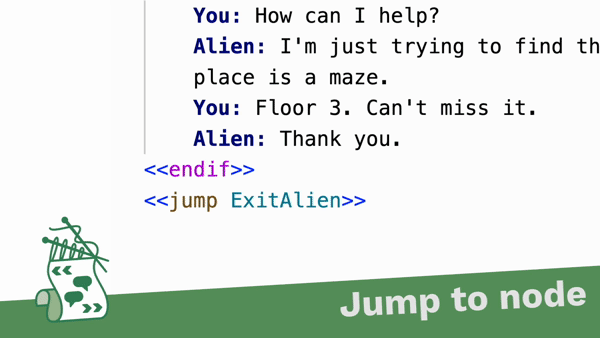 You: How can I help?
Alien: I'm just trying to find
place is a maze.
You: Floor 3. Can't miss it.
Alien: Thank you.
<<endif>>
<<jump ExitAlien>>
Jump to node